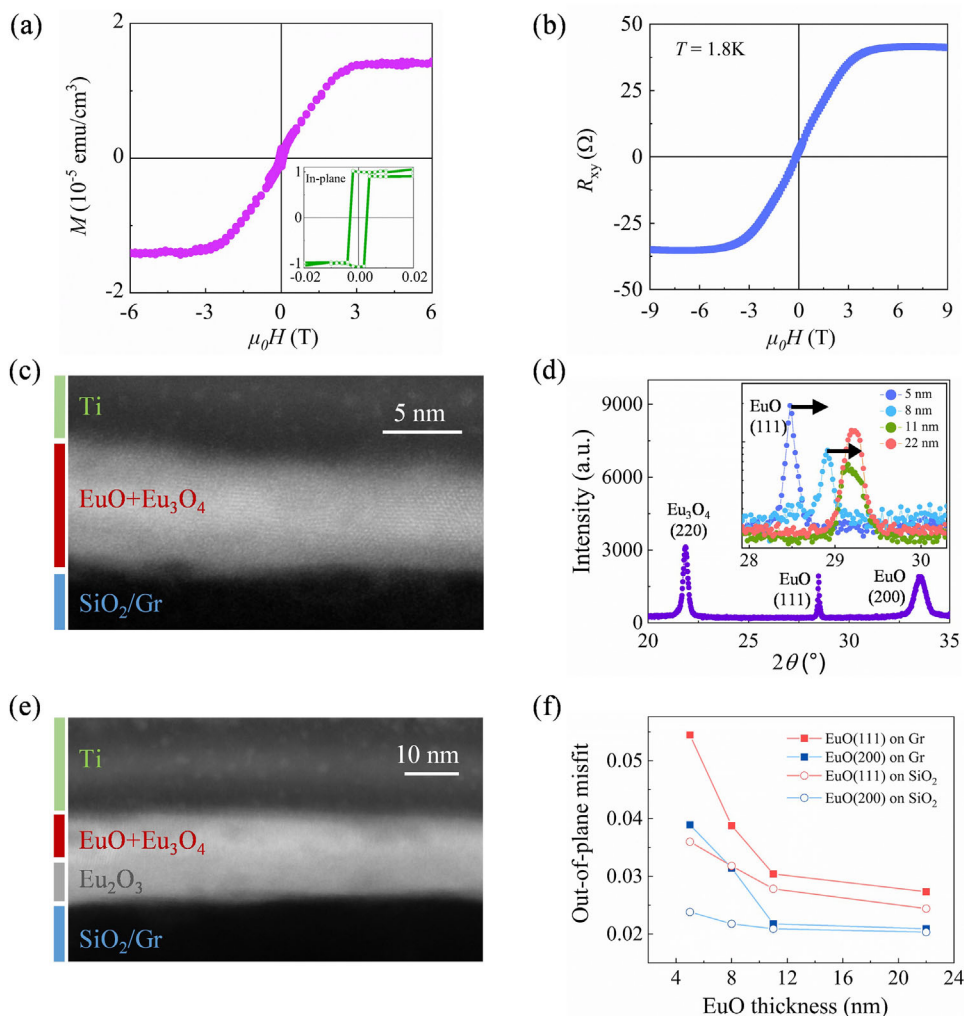 (a)
2
0
-2
M (10⁻⁵ emu/cm³)
-6 -3 0 3 6
μ₀H (T)
In-plane
1
0
-1
-0.02 0.00 0.02
(b)
T = 1.8K
50
25
0
-25
-50
Rxy (Ω)
-9 -6 -3 0 3 6 9
μ₀H (T)
(c)
Ti
5 nm
EuO+Eu₃O₄
SiO₂/Gr
(d)
9000
6000
3000
0
Intensity (a.u.)
Eu₃O₄
(220)
EuO
(111)
EuO
(200)
20 25 30 35
2θ (°)
EuO
(111)
5 nm
8 nm
11 nm
22 nm
28 29 30
(e)
Ti
10 nm
EuO+Eu₃O₄
Eu₂O₃
SiO₂/Gr
(f)
0.05
0.04
0.03
0.02
Out-of-plane misfit
EuO(111) on Gr
EuO(200) on Gr
EuO(111) on SiO₂
EuO(200) on SiO₂
4 8 12 16 20 24
EuO thickness (nm)